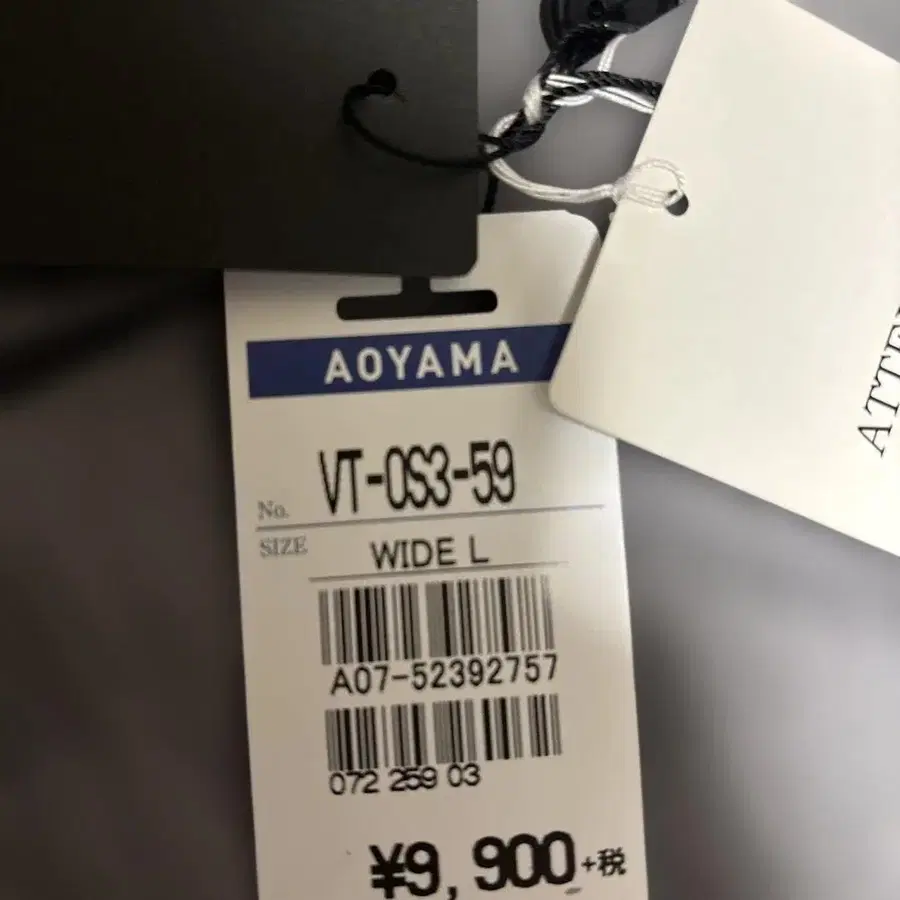 AOYAMA
No. VT-0S3-59
SIZE WIDE L
A07-52392757
072 259 03
¥9,900+税